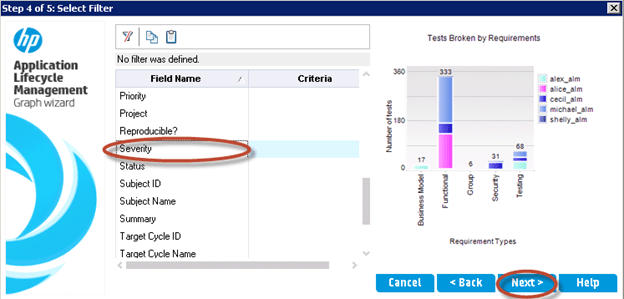 Step 4 of 5: Select Filter
hp
Application
Lifecycle
Management
Graph wizard
No filter was defined.
Field Name / Criteria
Priority
Project
Reproducible?
Severity
Status
Subject ID
Subject Name
Summary
Target Cycle ID
Target Cycle Name
Tests Broken by Requirements
Number of tests
360
180
0
17
333
6
31
68
Business Model
Functional
Group
Security
Testing
Requirement Types
alex_alm
alice_alm
cecil_alm
michael_alm
shelly_alm
Cancel
< Back
Next >
Help